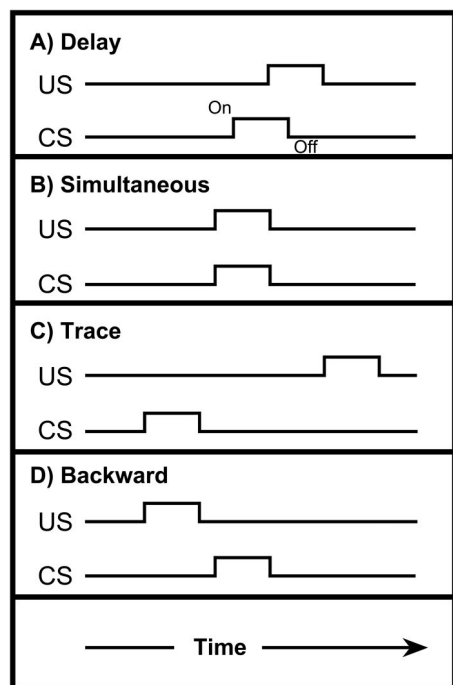 A) Delay
US
On
CS
Off
B) Simultaneous
US
CS
C) Trace
US
CS
D) Backward
US
CS
Time